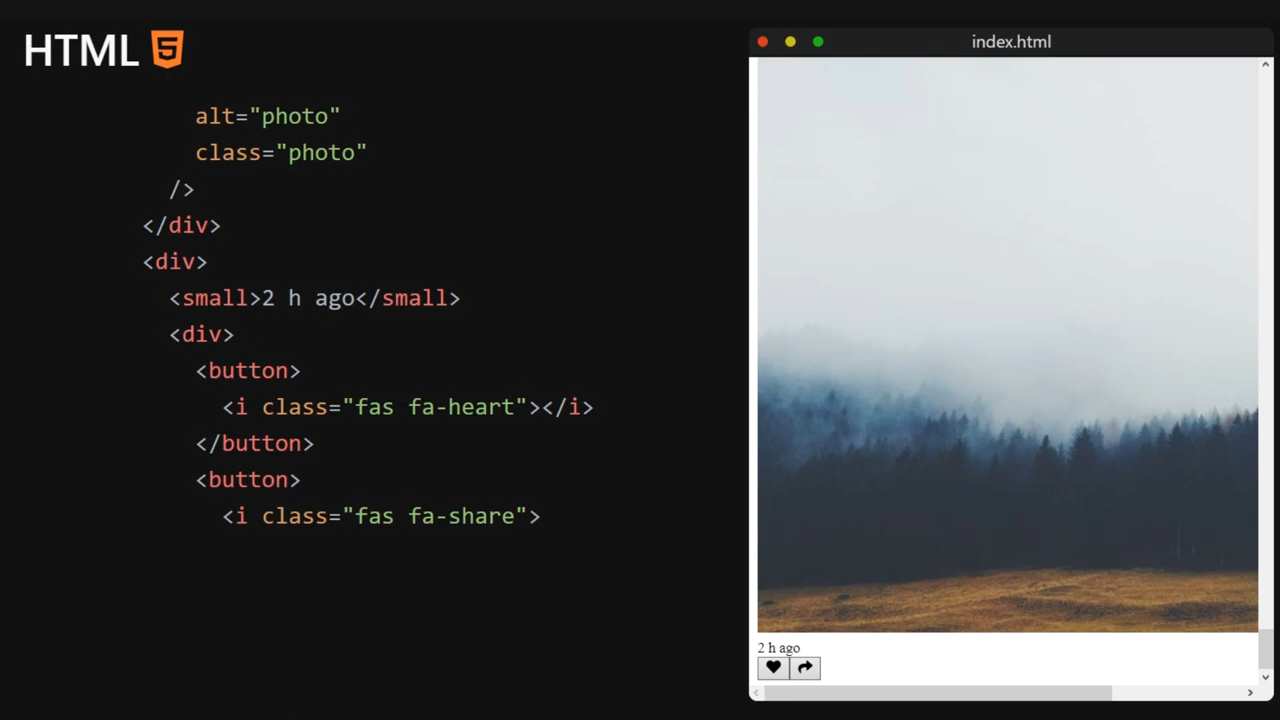 HTML 5
alt="photo"
class="photo"
/>
</div>
<div>
<small>2 h ago</small>
<div>
<button>
<i class="fas fa-heart"></i>
</button>
<button>
<i class="fas fa-share">
index.html
2 h ago